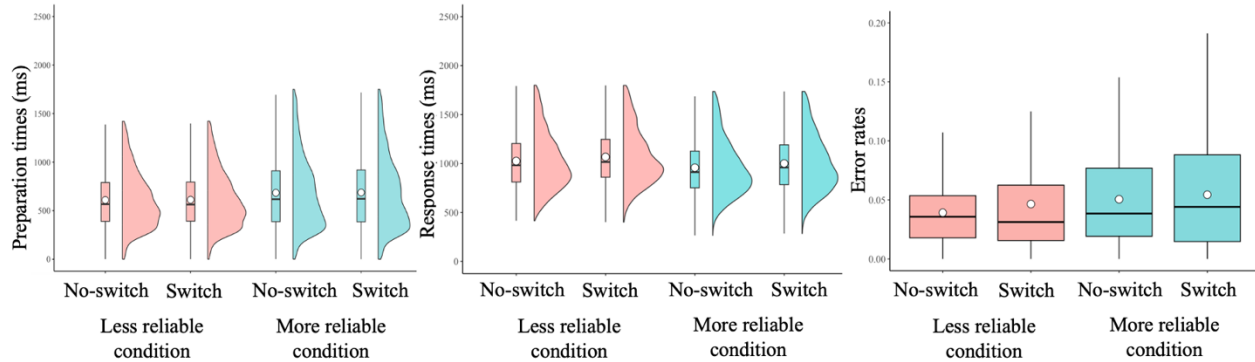 Preparation times (ms)
2500
2000
1500
1000
500
0
No-switch Switch No-switch Switch
Less reliable condition
More reliable condition
Response times (ms)
2500
2000
1500
1000
500
0
No-switch Switch No-switch Switch
Less reliable condition
More reliable condition
Error rates
0.20
0.15
0.10
0.05
0.00
No-switch Switch No-switch Switch
Less reliable condition
More reliable condition